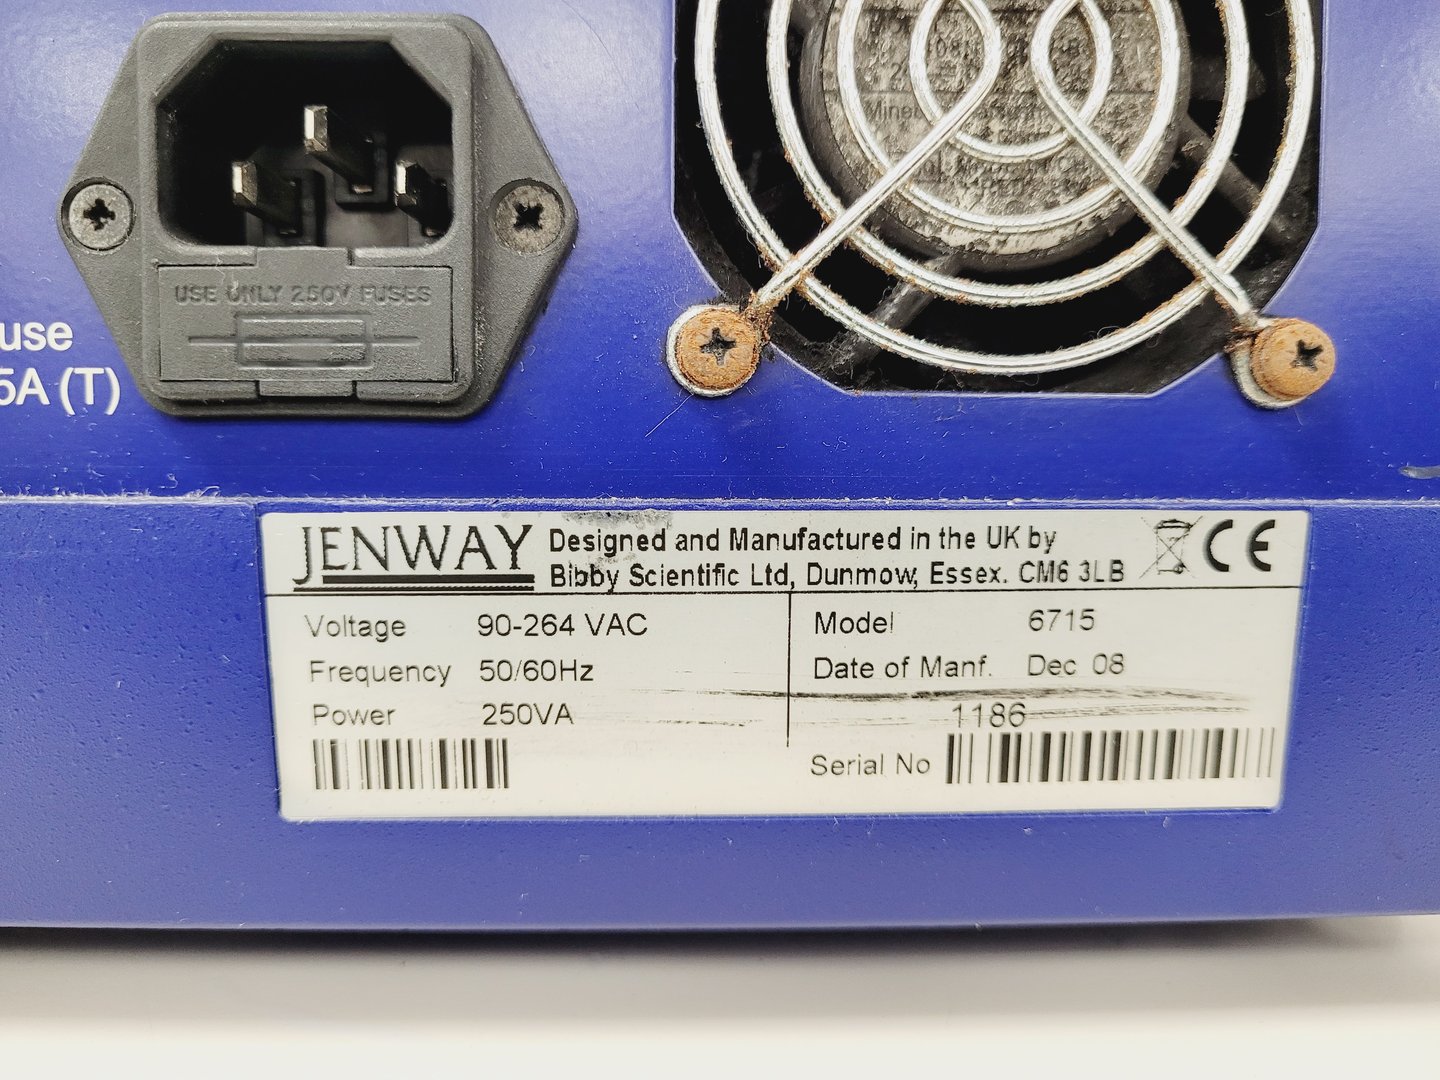 USE ONLY 250V FUSES
use
5A (T)
JENWAY
Designed and Manufactured in the UK by
Bibby Scientific Ltd, Dunmow, Essex. CM6 3LB
CE
Voltage 90-264 VAC
Frequency 50/60Hz
Power 250VA
Model 6715
Date of Manf. Dec 08
1186
Serial No